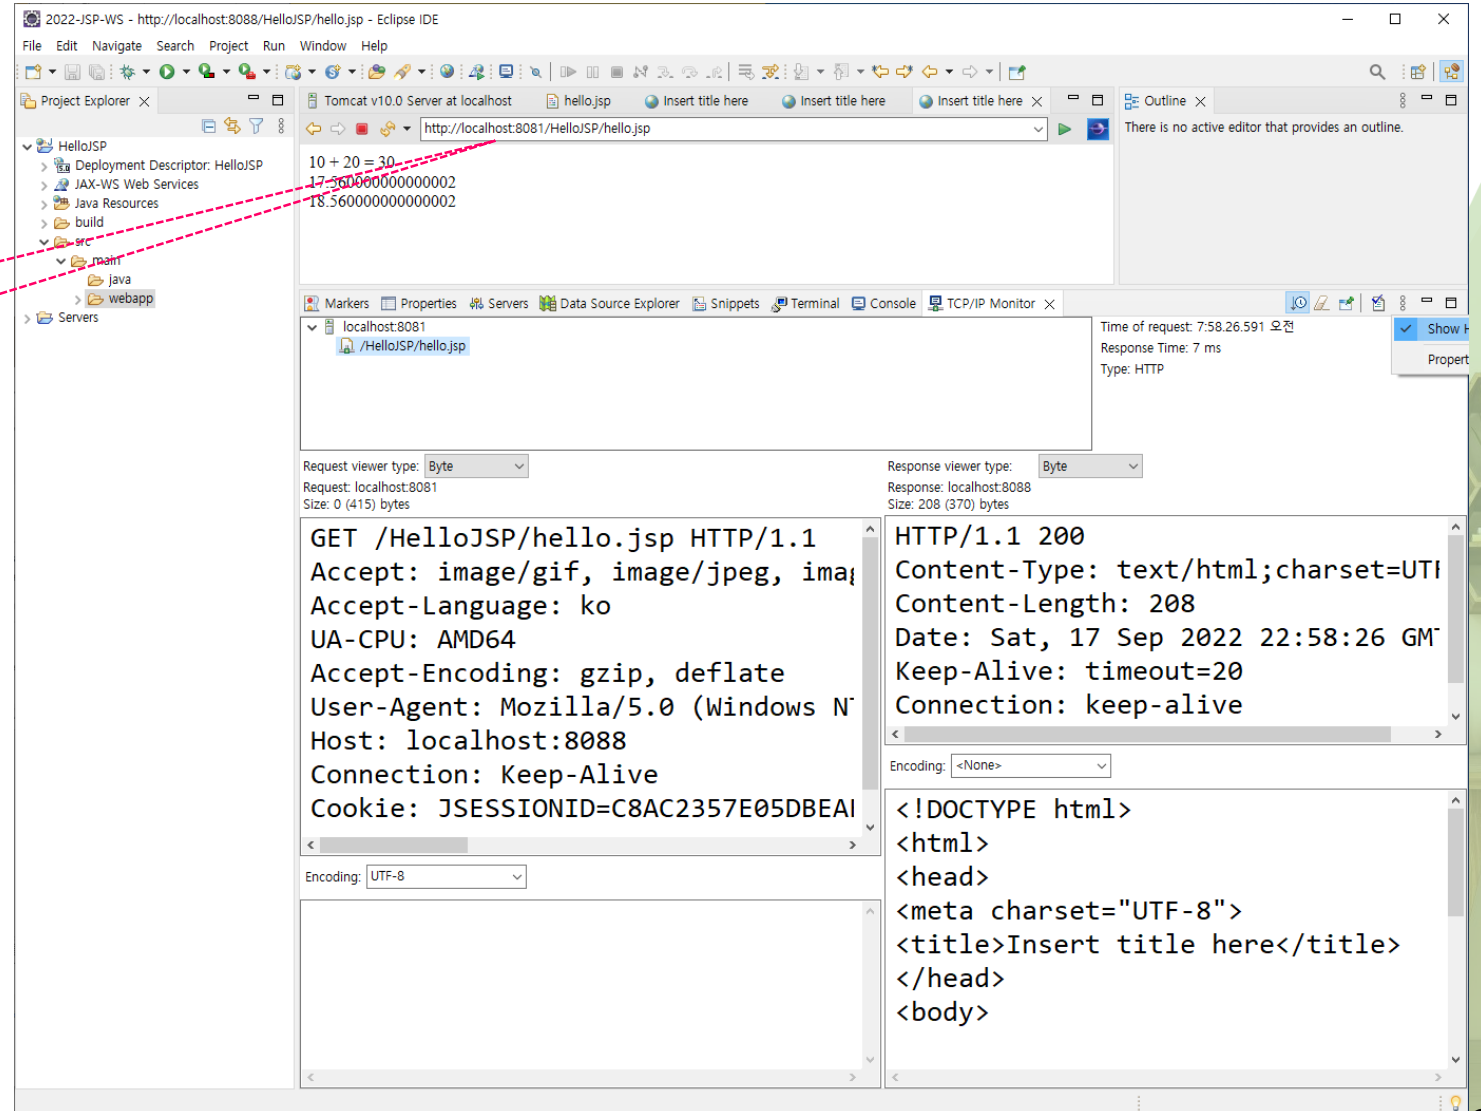 2022-JSP-WS - http://localhost:8088/HelloJSP/hello.jsp - Eclipse IDE
File Edit Navigate Search Project Run Window Help
Project Explorer
Tomcat v10.0 Server at localhost
hello.jsp
Insert title here
Insert title here
Insert title here
Outline
http://localhost:8081/HelloJSP/hello.jsp
There is no active editor that provides an outline.
HelloJSP
Deployment Descriptor: HelloJSP
JAX-WS Web Services
Java Resources
build
src
main
java
webapp
Servers
10 + 20 = 30
17.560000000000002
18.560000000000002
Markers Properties Servers Data Source Explorer Snippets Terminal Console TCP/IP Monitor
localhost:8081
/HelloJSP/hello.jsp
Time of request: 7:58.26.591 오전
Response Time: 7 ms
Type: HTTP
Show H
Propert
Request viewer type: Byte
Request: localhost:8081
Size: 0 (415) bytes
Response viewer type: Byte
Response: localhost:8088
Size: 208 (370) bytes
GET /HelloJSP/hello.jsp HTTP/1.1
Accept: image/gif, image/jpeg, imag
Accept-Language: ko
UA-CPU: AMD64
Accept-Encoding: gzip, deflate
User-Agent: Mozilla/5.0 (Windows N
Host: localhost:8088
Connection: Keep-Alive
Cookie: JSESSIONID=C8AC2357E05DBEA
Encoding: UTF-8
HTTP/1.1 200
Content-Type: text/html;charset=UT
Content-Length: 208
Date: Sat, 17 Sep 2022 22:58:26 GM
Keep-Alive: timeout=20
Connection: keep-alive
Encoding: <None>
<!DOCTYPE html>
<html>
<head>
<meta charset="UTF-8">
<title>Insert title here</title>
</head>
<body>